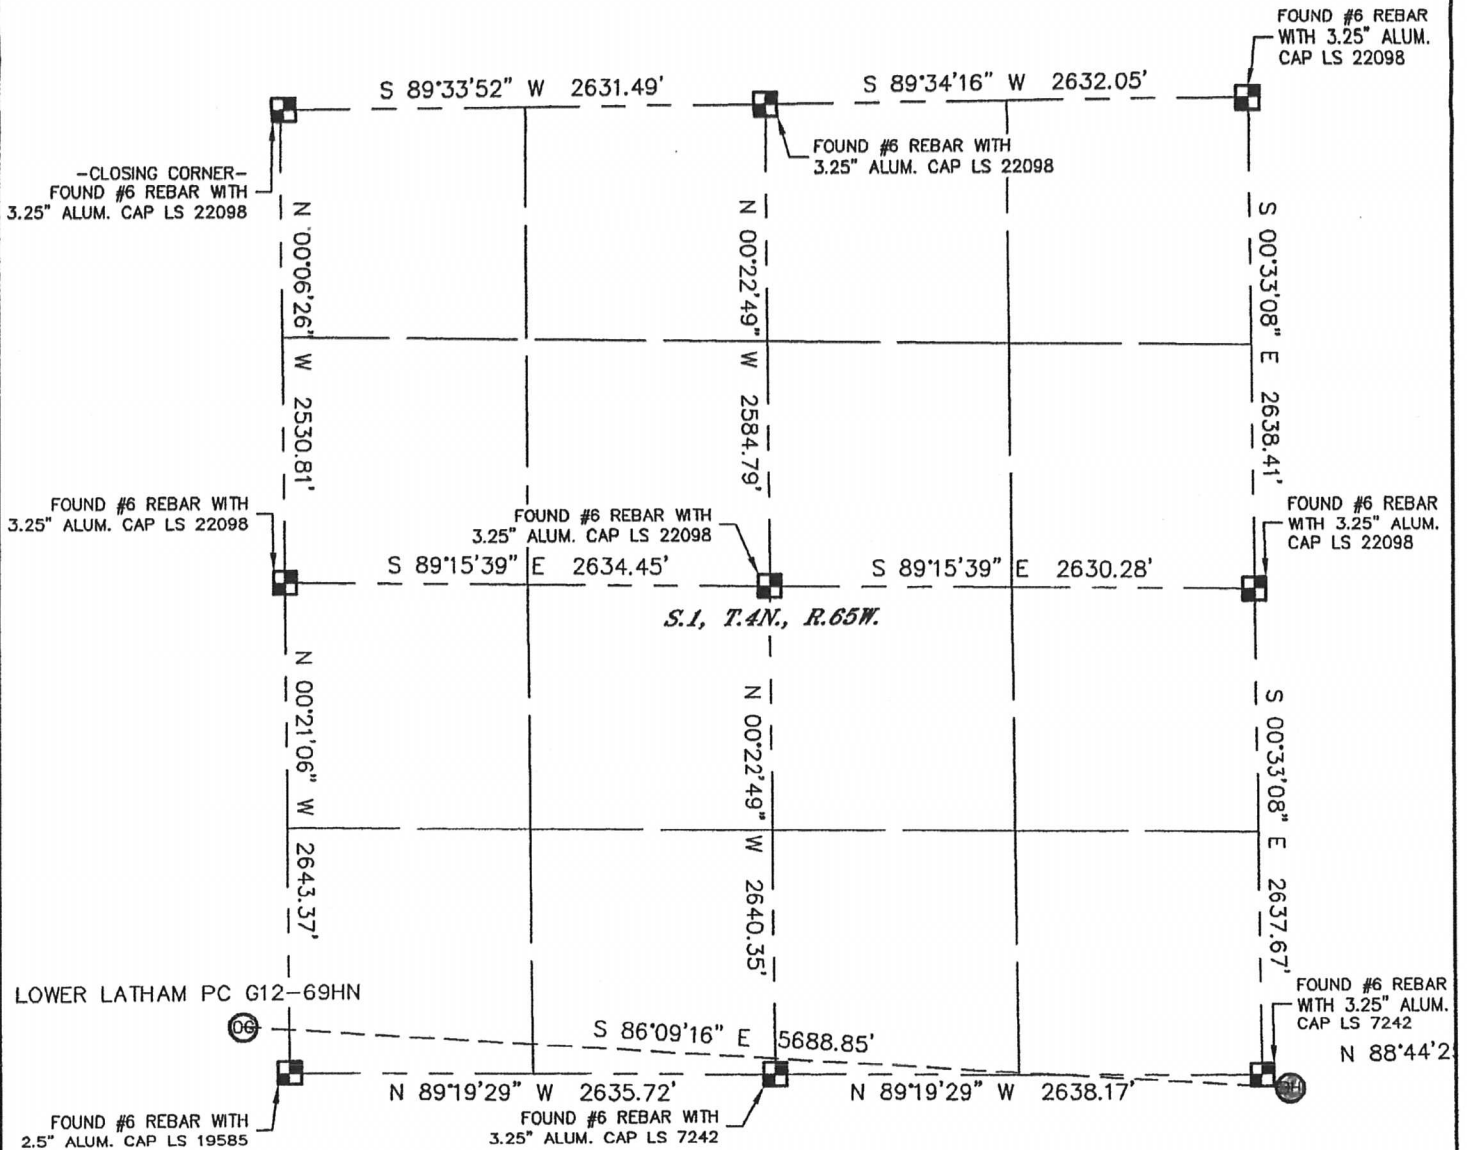 FOUND #6 REBAR
WITH 3.25" ALUM.
CAP LS 22098
S 89°33'52" W 2631.49'
S 89°34'16" W 2632.05'
FOUND #6 REBAR WITH
3.25" ALUM. CAP LS 22098
-CLOSING CORNER-
FOUND #6 REBAR WITH
3.25" ALUM. CAP LS 22098
N 00°06'26" W 2530.81'
N 00°22'49" W 2584.79'
S 00°33'08" E 2638.41'
FOUND #6 REBAR WITH
3.25" ALUM. CAP LS 22098
FOUND #6 REBAR WITH
3.25" ALUM. CAP LS 22098
FOUND #6 REBAR
WITH 3.25" ALUM.
CAP LS 22098
S 89°15'39" E 2634.45'
S 89°15'39" E 2630.28'
S.1, T.4N., R.65W.
N 00°21'06" W 2643.37'
N 00°22'49" W 2640.35'
S 00°33'08" E 2637.67'
LOWER LATHAM PC G12-69HN
OG
S 86°09'16" E 5688.85'
FOUND #6 REBAR
WITH 3.25" ALUM.
CAP LS 7242
N 88°44'2
BH
N 89°19'29" W 2635.72'
N 89°19'29" W 2638.17'
FOUND #6 REBAR WITH
2.5" ALUM. CAP LS 19585
FOUND #6 REBAR WITH
3.25" ALUM. CAP LS 7242